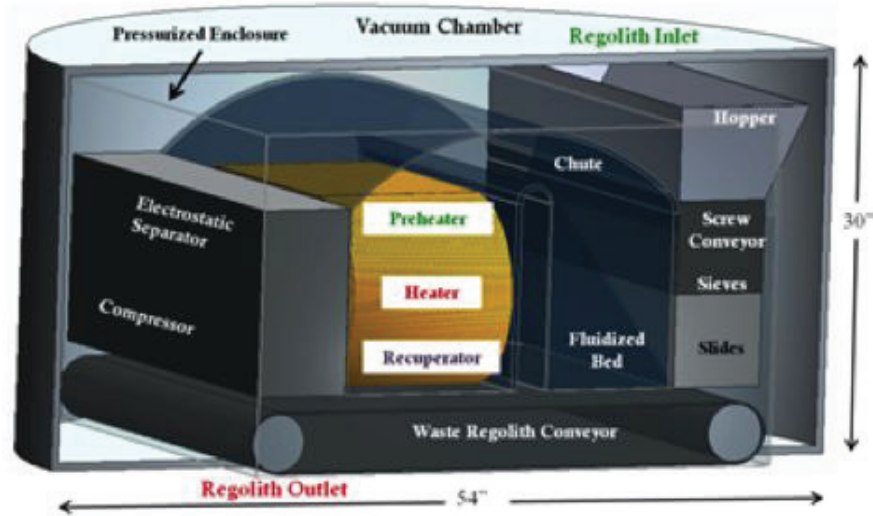 Vacuum Chamber
Pressurized Enclosure
Regolith Inlet
Hopper
Chute
Electrostatic
Separator
Preheater
Screw
Conveyor
30"
Heater
Sieves
Compressor
Fluidized
Bed
Slides
Recuperator
Waste Regolith Conveyor
Regolith Outlet
54"